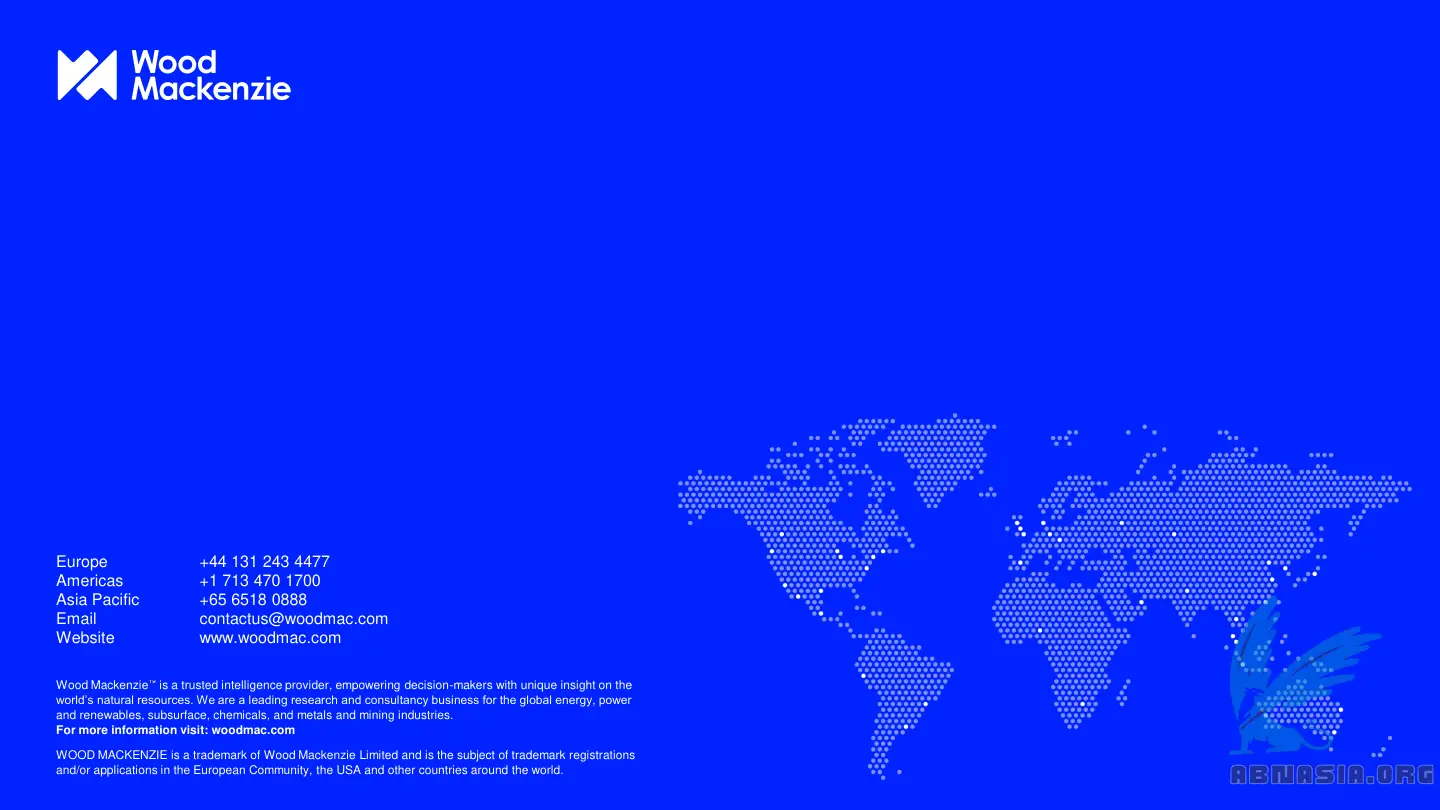 Wood
Mackenzie
Europe +44 131 243 4477
Americas +1 713 470 1700
Asia Pacific +65 6518 0888
Email contactus@woodmac.com
Website www.woodmac.com
Wood Mackenzie™ is a trusted intelligence provider, empowering decision-makers with unique insight on the
world's natural resources. We are a leading research and consultancy business for the global energy, power
and renewables, subsurface, chemicals, and metals and mining industries.
For more information visit: woodmac.com
WOOD MACKENZIE is a trademark of Wood Mackenzie Limited and is the subject of trademark registrations
and/or applications in the European Community, the USA and other countries around the world.
ABNASIA.ORG